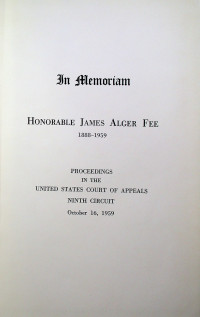 In Memoriam
HONORABLE JAMES ALGER FEE
1888-1959
PROCEEDINGS
IN THE
UNITED STATES COURT OF APPEALS
NINTH CIRCUIT
October 16, 1959